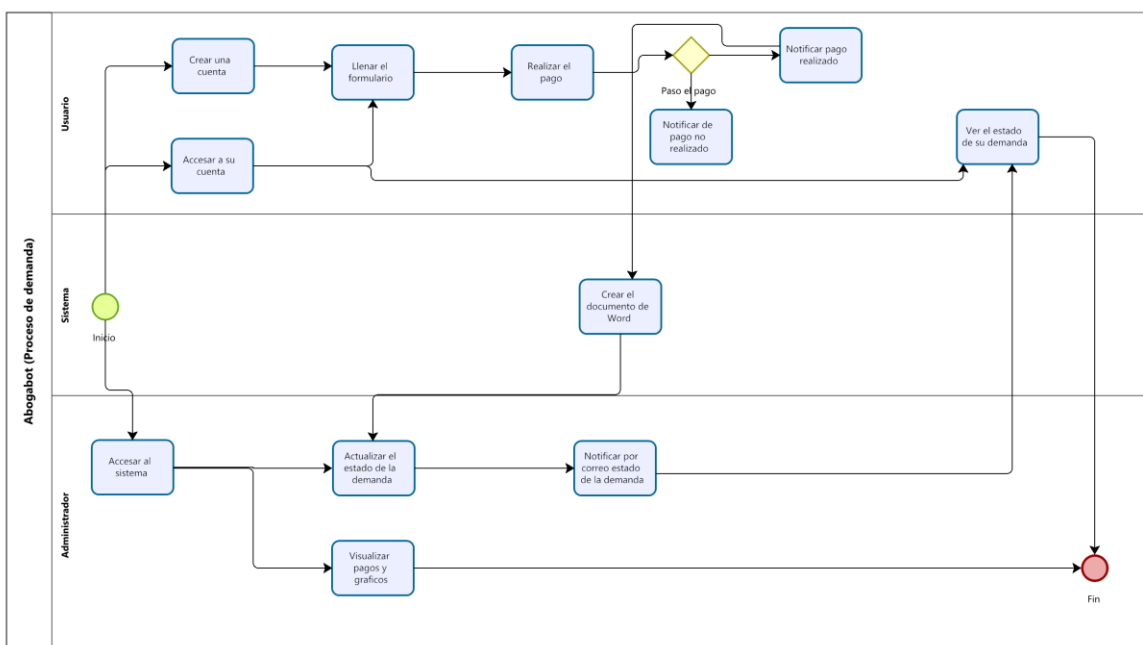 Abogabot (Proceso de demanda)
Usuario
Crear una
cuenta
Llenar el
formulario
Realizar el
pago
Paso el pago
Notificar pago
realizado
Notificar de
pago no
realizado
Accesar a su
cuenta
Ver el estado
de su demanda
Sistema
Inicio
Crear el
documento de
Word
Administrador
Accesar al
sistema
Actualizar el
estado de la
demanda
Notificar por
correo estado
de la demanda
Visualizar
pagos y
graficos
Fin